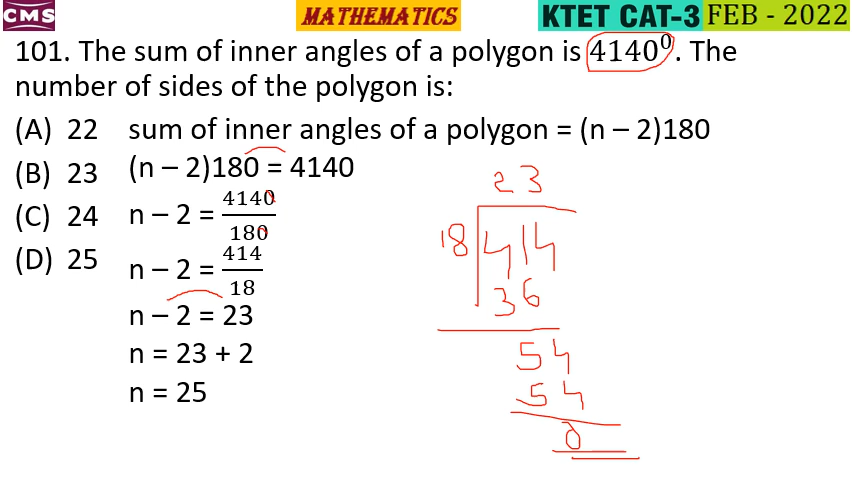 CMS MATHEMATICS KTET CAT-3 FEB - 2022
101. The sum of inner angles of a polygon is 4140⁰. The
number of sides of the polygon is:
(A) 22 sum of inner angles of a polygon = (n – 2)180
(B) 23 (n – 2)180 = 4140
(C) 24 n – 2 = 4140/180
(D) 25 n – 2 = 414/18
n – 2 = 23
n = 23 + 2
n = 25
23
18 414
36
54
54
0